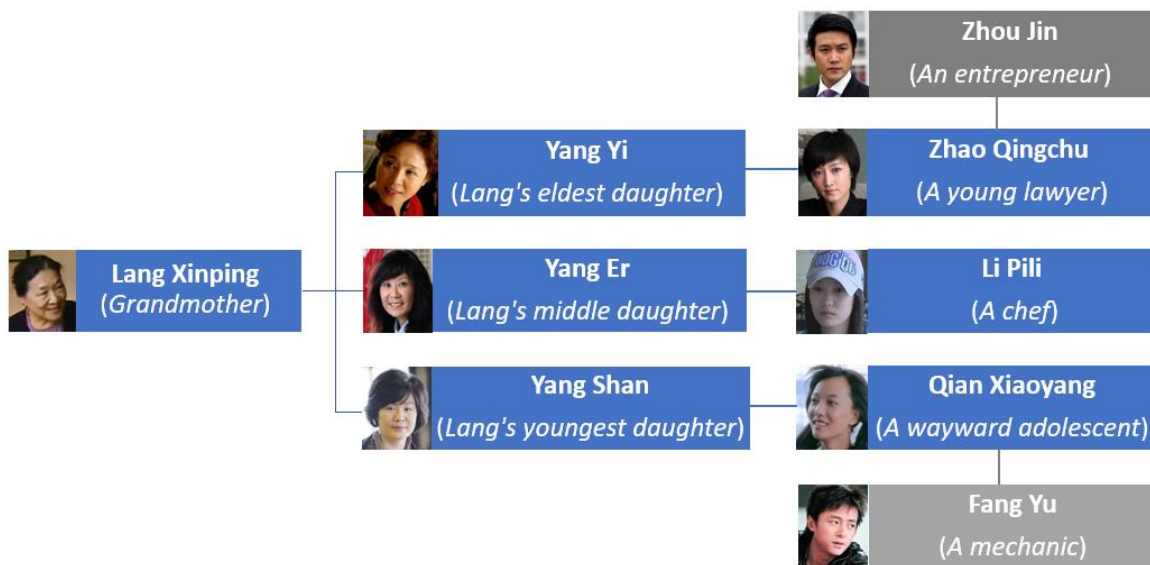 Zhou Jin
(An entrepreneur)
Yang Yi
(Lang's eldest daughter)
Zhao Qingchu
(A young lawyer)
Lang Xinping
(Grandmother)
Yang Er
(Lang's middle daughter)
Li Pili
(A chef)
Yang Shan
(Lang's youngest daughter)
Qian Xiaoyang
(A wayward adolescent)
Fang Yu
(A mechanic)